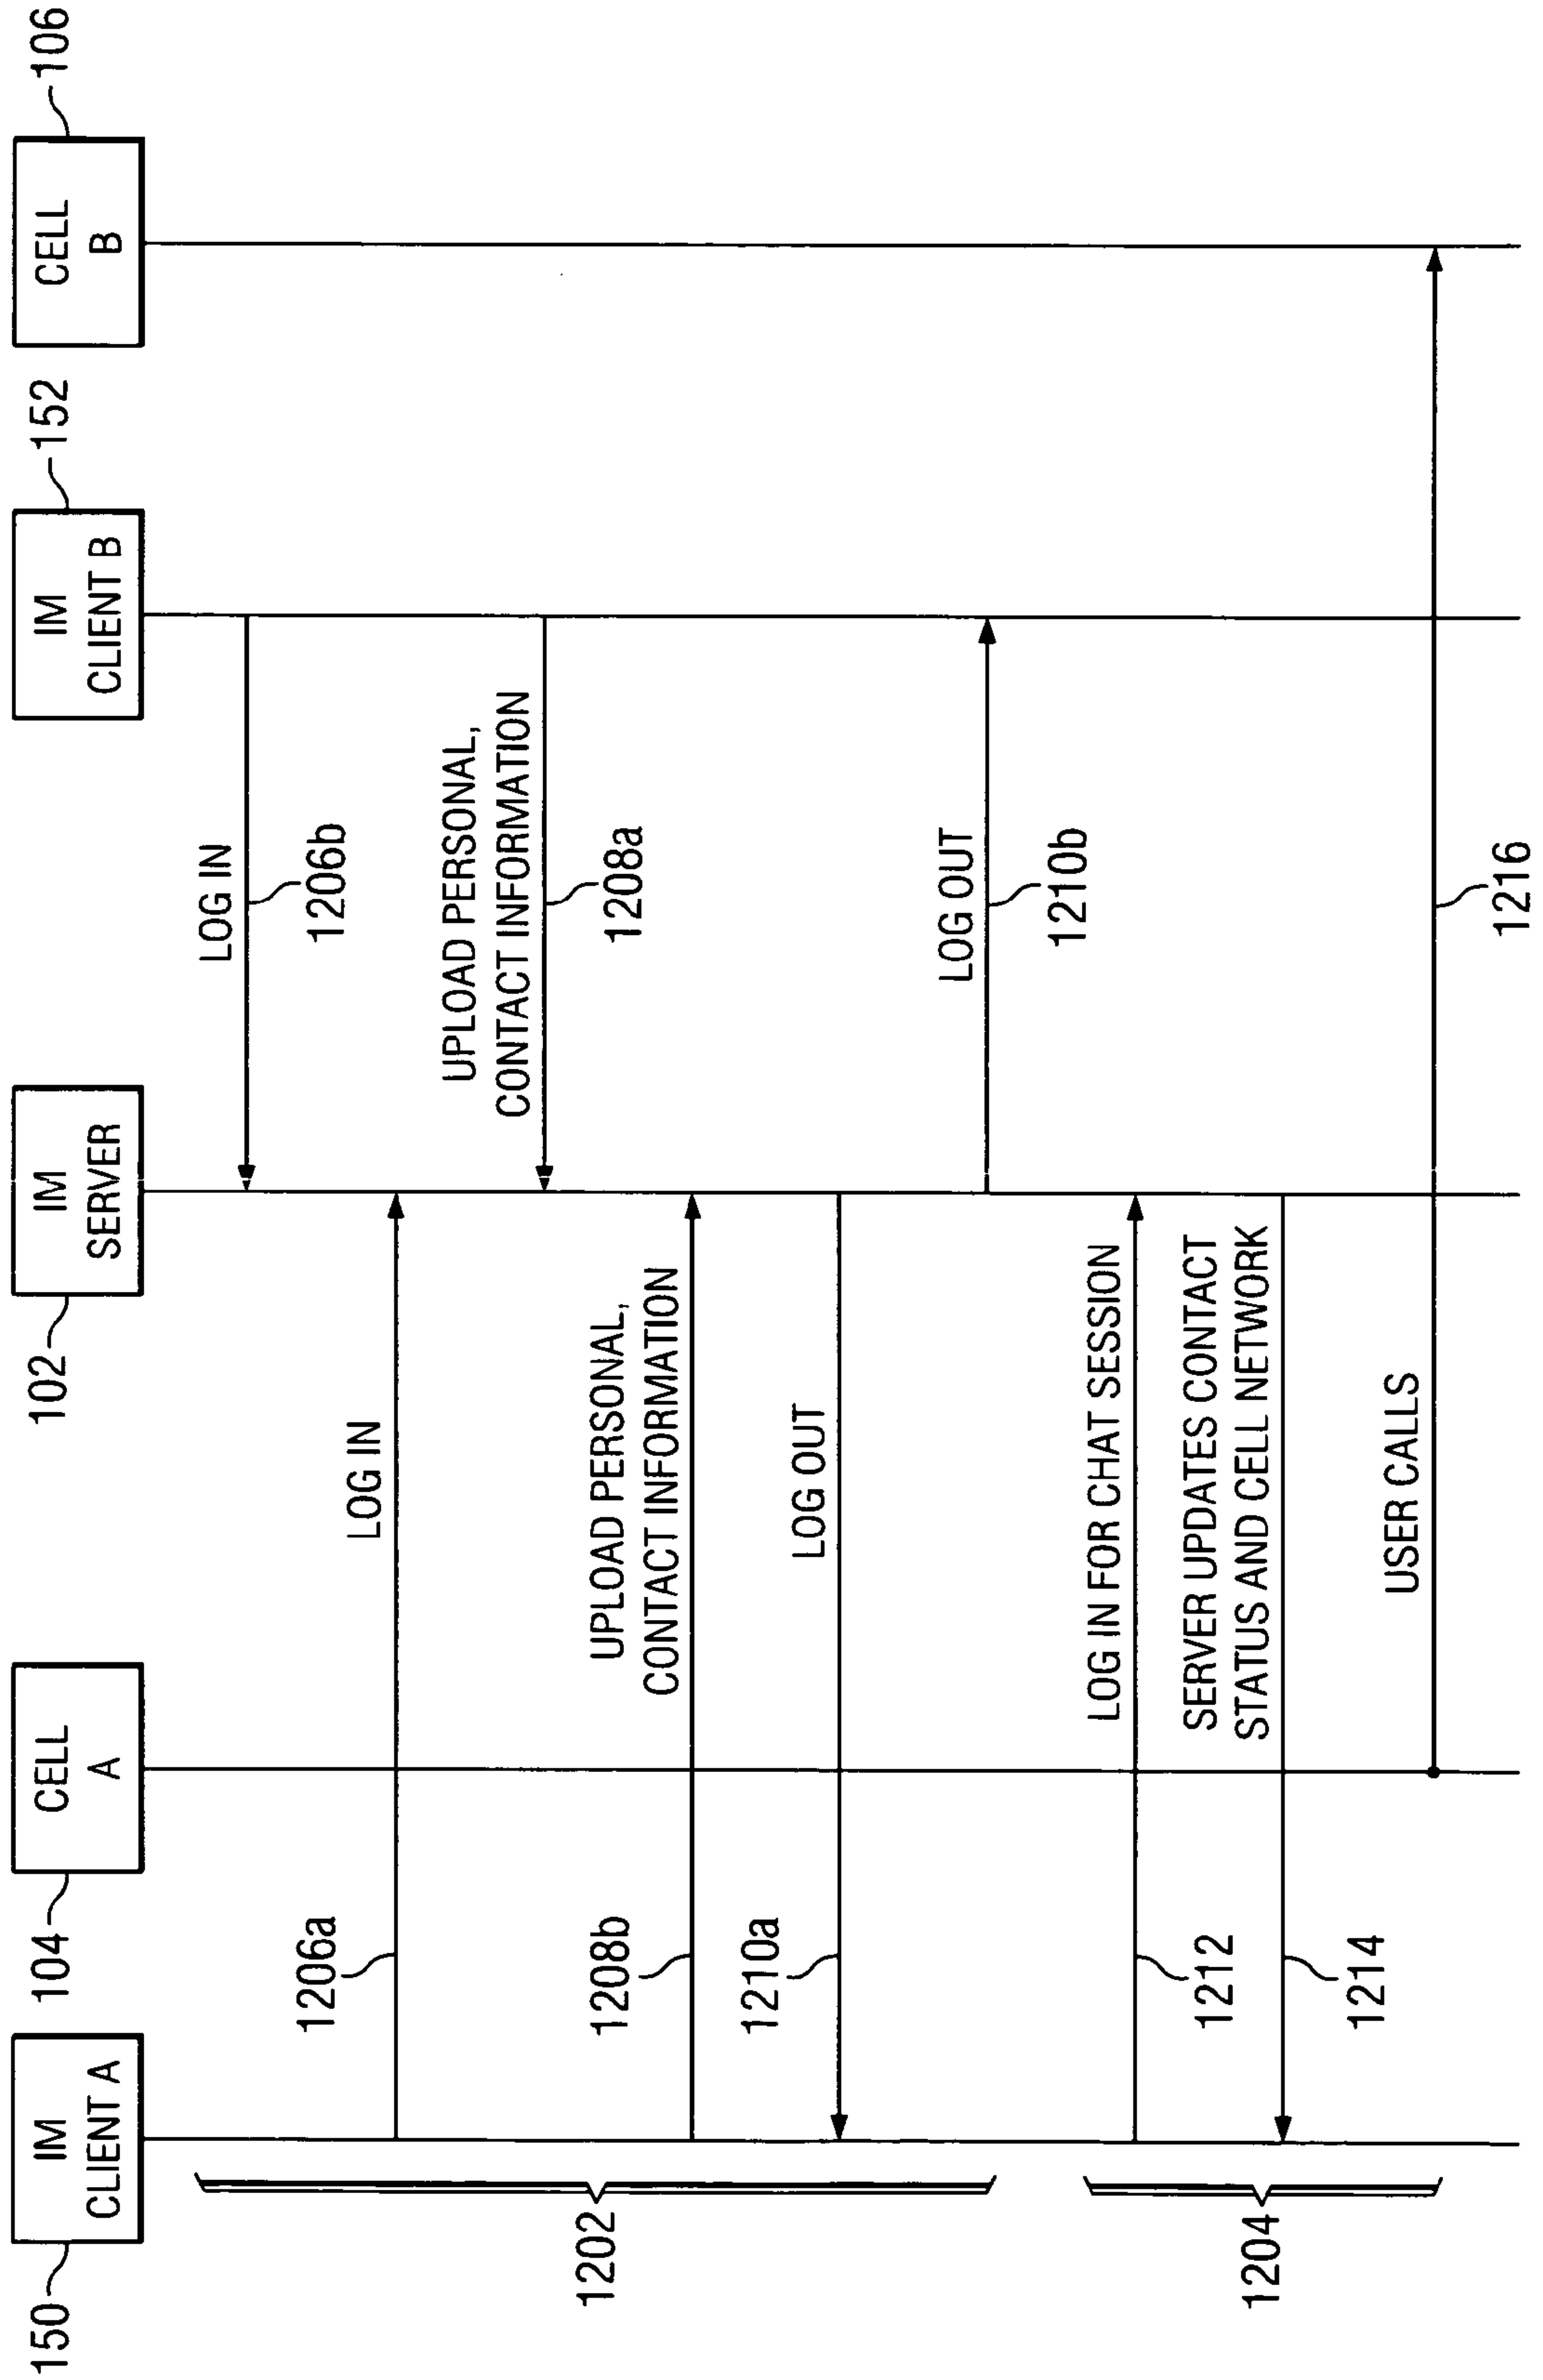 150
IM
CLIENT A
104
CELL
A
102
IM
SERVER
IM
CLIENT B
152
CELL
B
106
LOG IN
1206b
1206a
LOG IN
UPLOAD PERSONAL,
CONTACT INFORMATION
1208a
1208b
UPLOAD PERSONAL,
CONTACT INFORMATION
1210a
LOG OUT
LOG OUT
1210b
1202
LOG IN FOR CHAT SESSION
1212
SERVER UPDATES CONTACT
STATUS AND CELL NETWORK
1214
1204
USER CALLS
1216